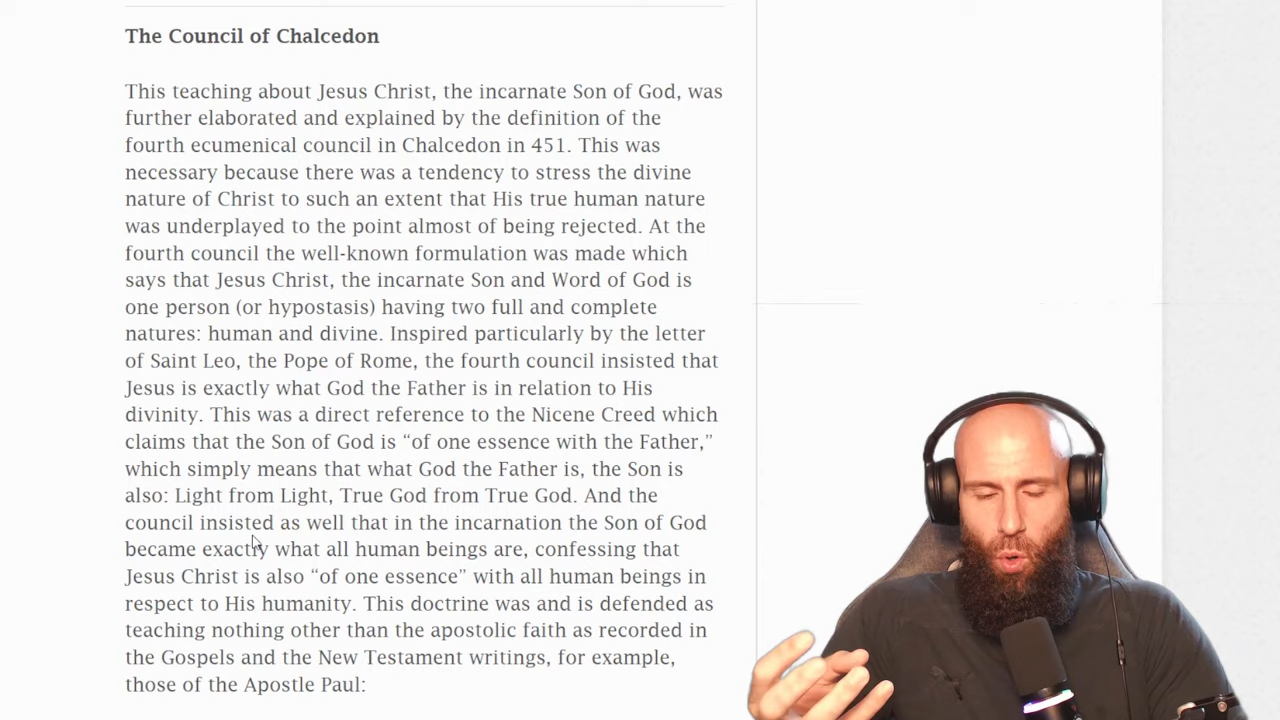 The Council of Chalcedon
This teaching about Jesus Christ, the incarnate Son of God, was
further elaborated and explained by the definition of the
fourth ecumenical council in Chalcedon in 451. This was
necessary because there was a tendency to stress the divine
nature of Christ to such an extent that His true human nature
was underplayed to the point almost of being rejected. At the
fourth council the well-known formulation was made which
says that Jesus Christ, the incarnate Son and Word of God is
one person (or hypostasis) having two full and complete
natures: human and divine. Inspired particularly by the letter
of Saint Leo, the Pope of Rome, the fourth council insisted that
Jesus is exactly what God the Father is in relation to His
divinity. This was a direct reference to the Nicene Creed which
claims that the Son of God is “of one essence with the Father,”
which simply means that what God the Father is, the Son is
also: Light from Light, True God from True God. And the
council insisted as well that in the incarnation the Son of God
became exactly what all human beings are, confessing that
Jesus Christ is also “of one essence” with all human beings in
respect to His humanity. This doctrine was and is defended as
teaching nothing other than the apostolic faith as recorded in
the Gospels and the New Testament writings, for example,
those of the Apostle Paul: